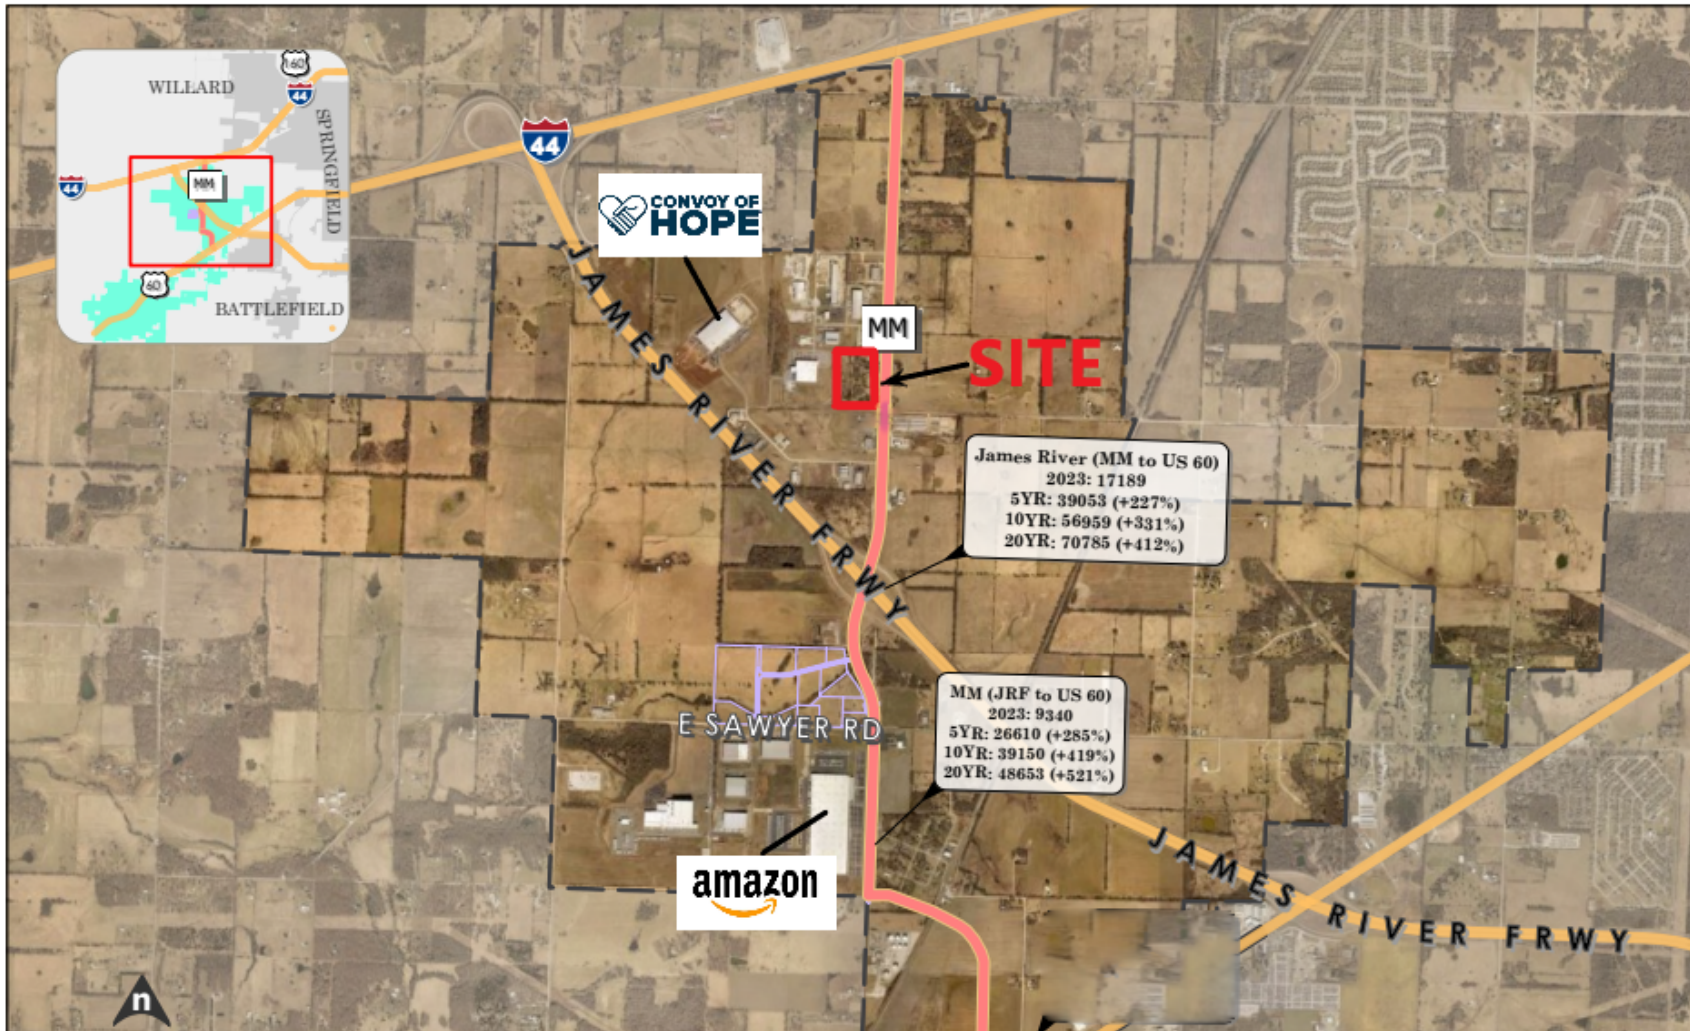 160
WILLARD
44
SPRINGFIELD
44
MM
60
BATTLEFIELD
44
CONVOY OF
HOPE
JAMES RIVER FRWY
MM
SITE
James River (MM to US 60)
2023: 17189
5YR: 39053 (+227%)
10YR: 56959 (+331%)
20YR: 70785 (+412%)
E SAWYER RD
MM (JRF to US 60)
2023: 9340
5YR: 26610 (+285%)
10YR: 39150 (+419%)
20YR: 48653 (+521%)
amazon
JAMES RIVER FRWY
n